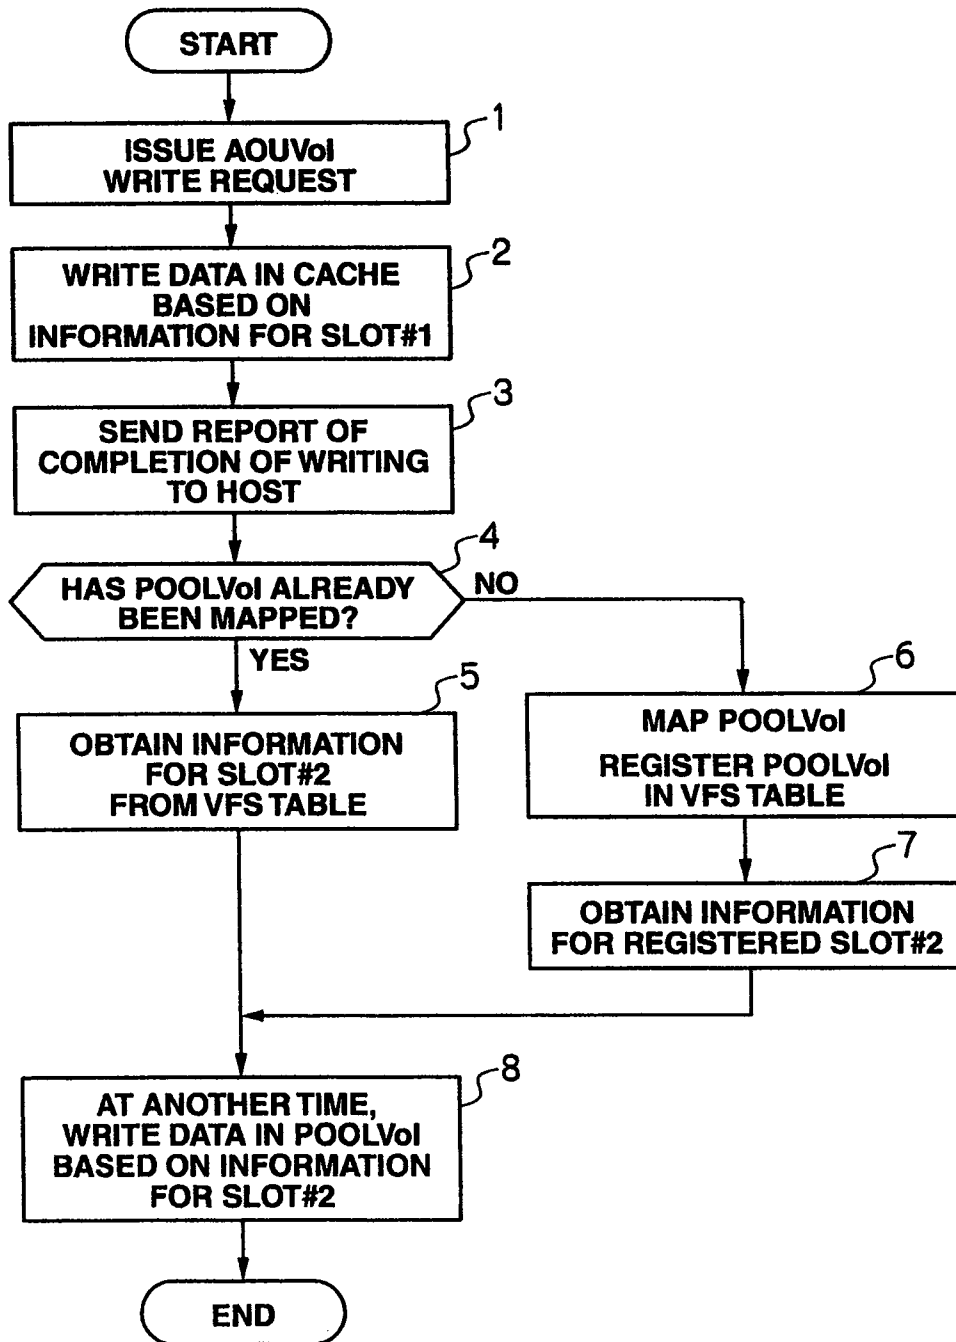 START
1
ISSUE AOUVol
WRITE REQUEST
2
WRITE DATA IN CACHE
BASED ON
INFORMATION FOR SLOT#1
3
SEND REPORT OF
COMPLETION OF WRITING
TO HOST
4
HAS POOLVol ALREADY
BEEN MAPPED?
NO
YES
5
OBTAIN INFORMATION
FOR SLOT#2
FROM VFS TABLE
6
MAP POOLVol
REGISTER POOLVol
IN VFS TABLE
7
OBTAIN INFORMATION
FOR REGISTERED SLOT#2
8
AT ANOTHER TIME,
WRITE DATA IN POOLVol
BASED ON INFORMATION
FOR SLOT#2
END